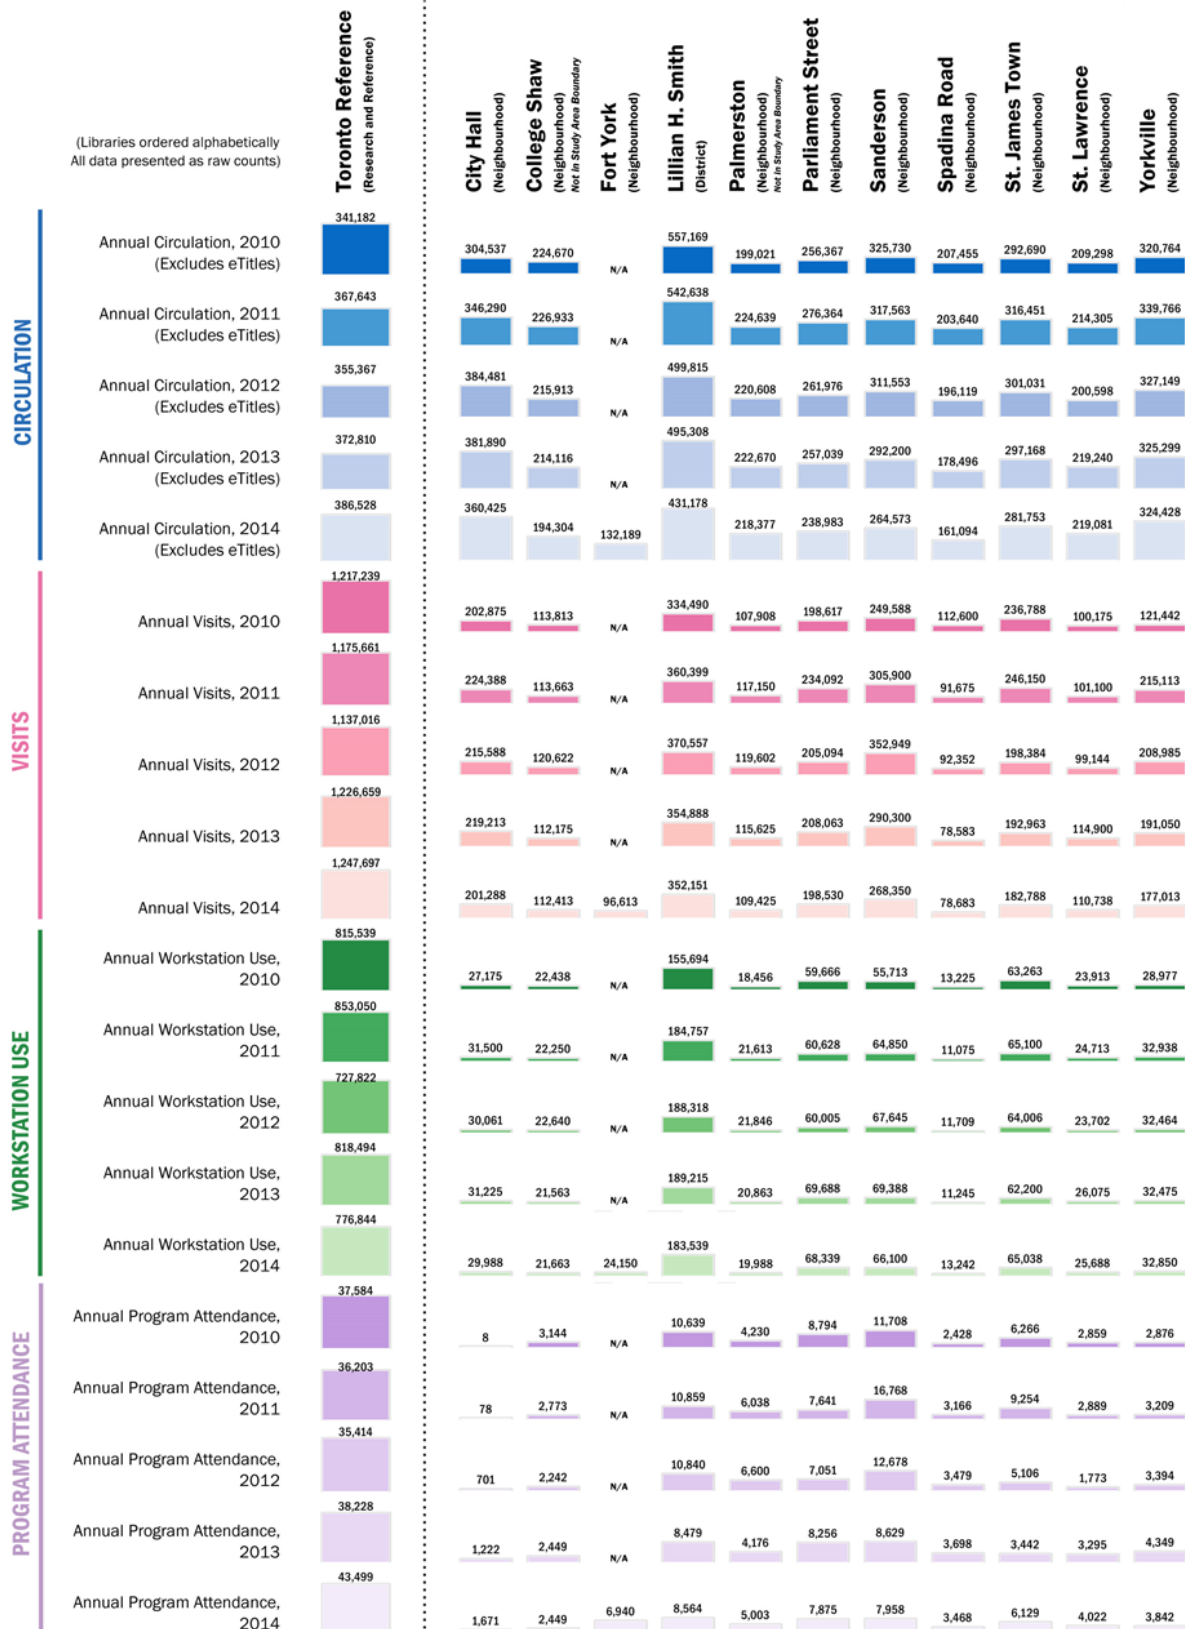 Toronto Reference
(Research and Reference)
City Hall
(Neighbourhood)
College Shaw
(Neighbourhood)
Not in Study Area Boundary
Fort York
(Neighbourhood)
Lillian H. Smith
(District)
Palmerston
(Neighbourhood)
Not in Study Area Boundary
Parliament Street
(Neighbourhood)
Sanderson
(Neighbourhood)
Spadina Road
(Neighbourhood)
St. James Town
(Neighbourhood)
St. Lawrence
(Neighbourhood)
Yorkville
(Neighbourhood)
(Libraries ordered alphabetically
All data presented as raw counts)
CIRCULATION
Annual Circulation, 2010
(Excludes eTitles)
341,182 304,537 224,670 N/A 557,169 199,021 256,367 325,730 207,455 292,690 209,298 320,764
Annual Circulation, 2011
(Excludes eTitles)
367,643 346,290 226,933 N/A 542,638 224,639 276,364 317,563 203,640 316,451 214,305 339,766
Annual Circulation, 2012
(Excludes eTitles)
355,367 384,481 215,913 N/A 499,815 220,608 261,976 311,553 196,119 301,031 200,598 327,149
Annual Circulation, 2013
(Excludes eTitles)
372,810 381,890 214,116 N/A 495,308 222,670 257,039 292,200 178,496 297,168 219,240 325,299
Annual Circulation, 2014
(Excludes eTitles)
386,528 360,425 194,304 132,189 431,178 218,377 238,983 264,573 161,094 281,753 219,081 324,428
VISITS
Annual Visits, 2010
1,217,239 202,875 113,813 N/A 334,490 107,908 198,617 249,588 112,600 236,788 100,175 121,442
Annual Visits, 2011
1,175,661 224,388 113,663 N/A 360,399 117,150 234,092 305,900 91,675 246,150 101,100 215,113
Annual Visits, 2012
1,137,016 215,588 120,622 N/A 370,557 119,602 205,094 352,949 92,352 198,384 99,144 208,985
Annual Visits, 2013
1,226,659 219,213 112,175 N/A 354,888 115,625 208,063 290,300 78,583 192,963 114,900 191,050
Annual Visits, 2014
1,247,697 201,288 112,413 96,613 352,151 109,425 198,530 268,350 78,683 182,788 110,738 177,013
WORKSTATION USE
Annual Workstation Use,
2010
815,539 27,175 22,438 N/A 155,694 18,456 59,666 55,713 13,225 63,263 23,913 28,977
Annual Workstation Use,
2011
853,050 31,500 22,250 N/A 184,757 21,613 60,628 64,850 11,075 65,100 24,713 32,938
Annual Workstation Use,
2012
727,822 30,061 22,640 N/A 188,318 21,846 60,005 67,645 11,709 64,006 23,702 32,464
Annual Workstation Use,
2013
818,494 31,225 21,563 N/A 189,215 20,863 69,688 69,388 11,245 62,200 26,075 32,475
Annual Workstation Use,
2014
776,844 29,988 21,663 24,150 183,539 19,988 68,339 66,100 13,242 65,038 25,688 32,850
PROGRAM ATTENDANCE
Annual Program Attendance,
2010
37,584 8 3,144 N/A 10,639 4,230 8,794 11,708 2,428 6,266 2,859 2,876
Annual Program Attendance,
2011
36,203 78 2,773 N/A 10,859 6,038 7,641 16,768 3,166 9,254 2,889 3,209
Annual Program Attendance,
2012
35,414 701 2,242 N/A 10,840 6,600 7,051 12,678 3,479 5,106 1,773 3,394
Annual Program Attendance,
2013
38,228 1,222 2,449 N/A 8,479 4,176 8,256 8,629 3,698 3,442 3,295 4,349
Annual Program Attendance,
2014
43,499 1,671 2,449 6,940 8,564 5,003 7,875 7,958 3,468 6,129 4,022 3,842